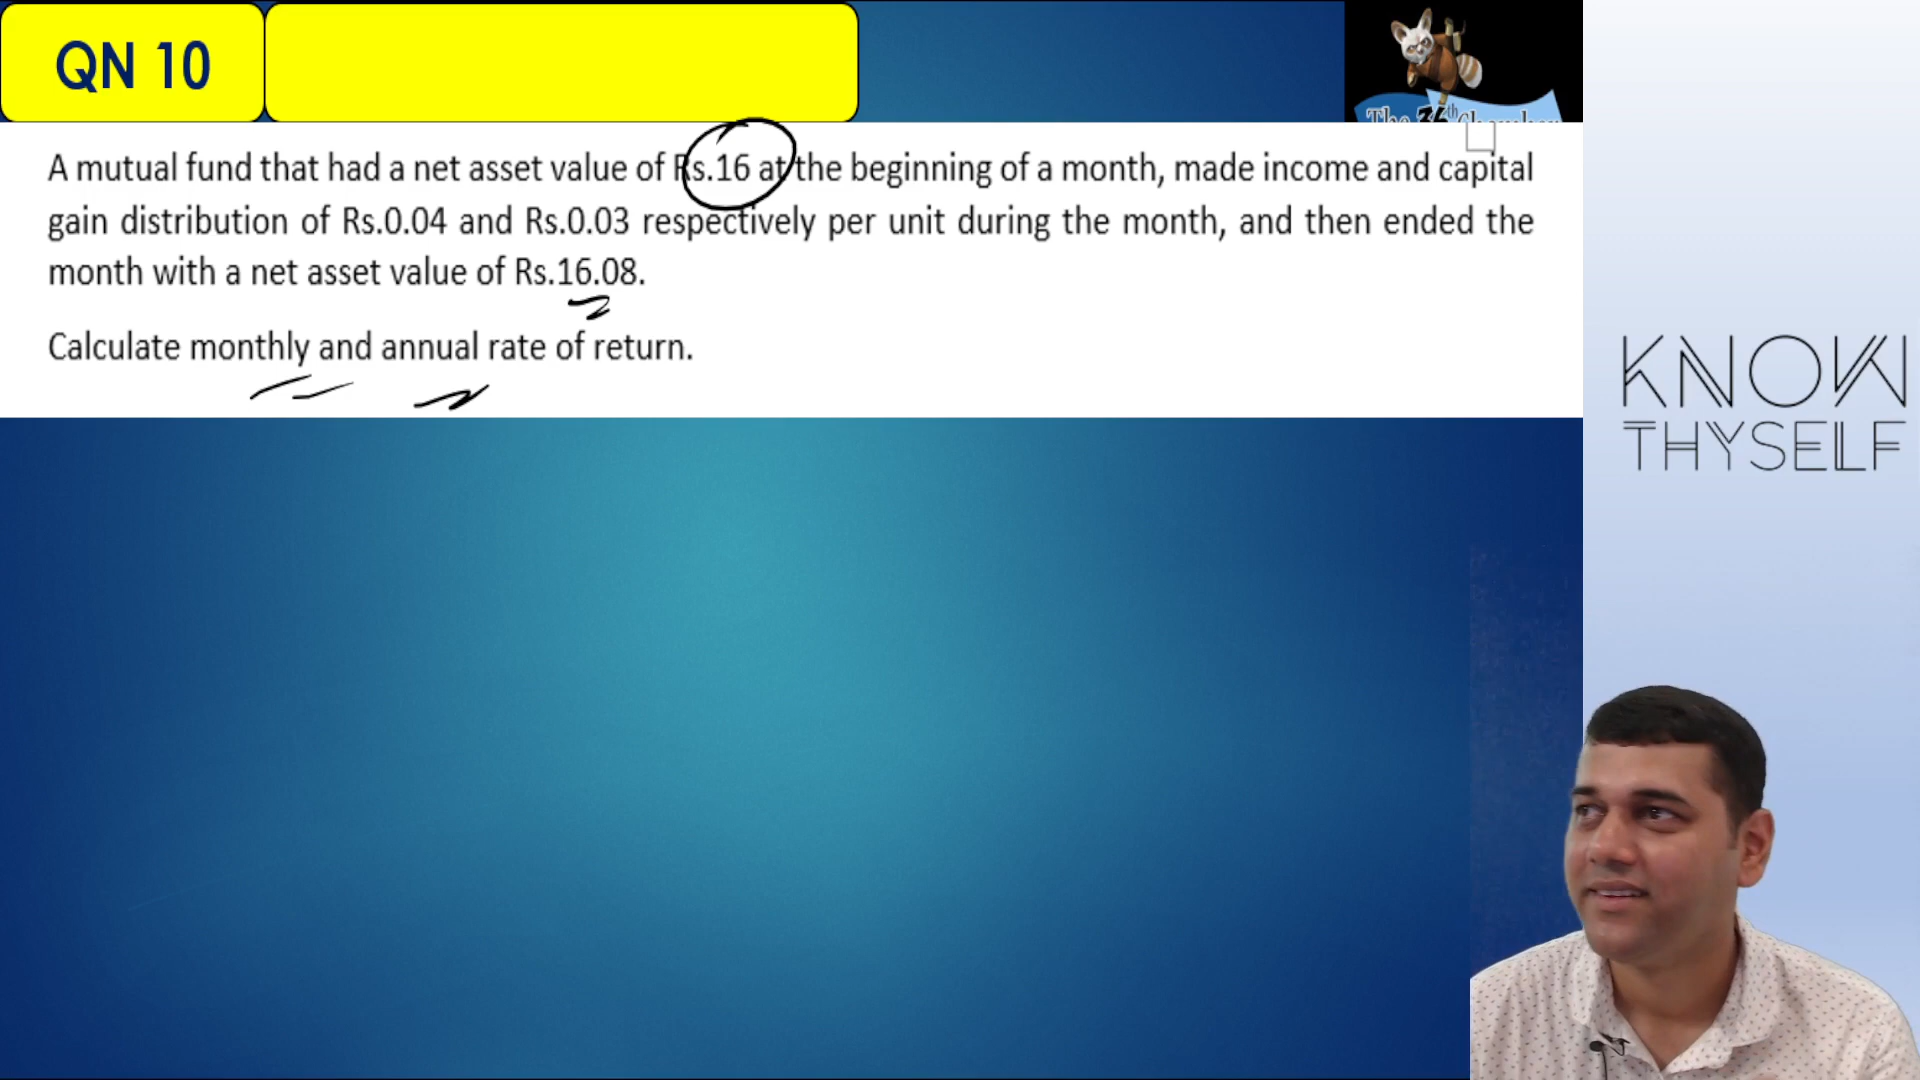 QN 10
The 36th Chamber
A mutual fund that had a net asset value of Rs.16 at the beginning of a month, made income and capital
gain distribution of Rs.0.04 and Rs.0.03 respectively per unit during the month, and then ended the
month with a net asset value of Rs.16.08.
Calculate monthly and annual rate of return.
KNOW
THYSELF